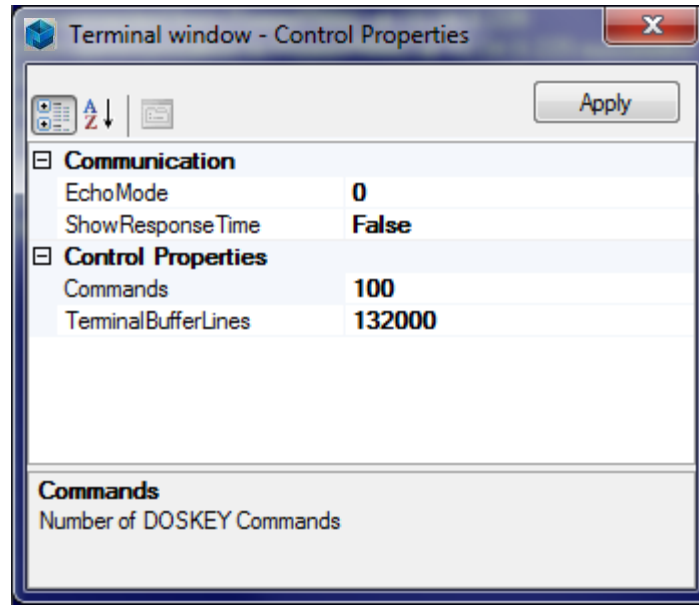 Terminal window - Control Properties
A
Z
Apply
Communication
EchoMode 0
ShowResponseTime False
Control Properties
Commands 100
TerminalBufferLines 132000
Commands
Number of DOSKEY Commands